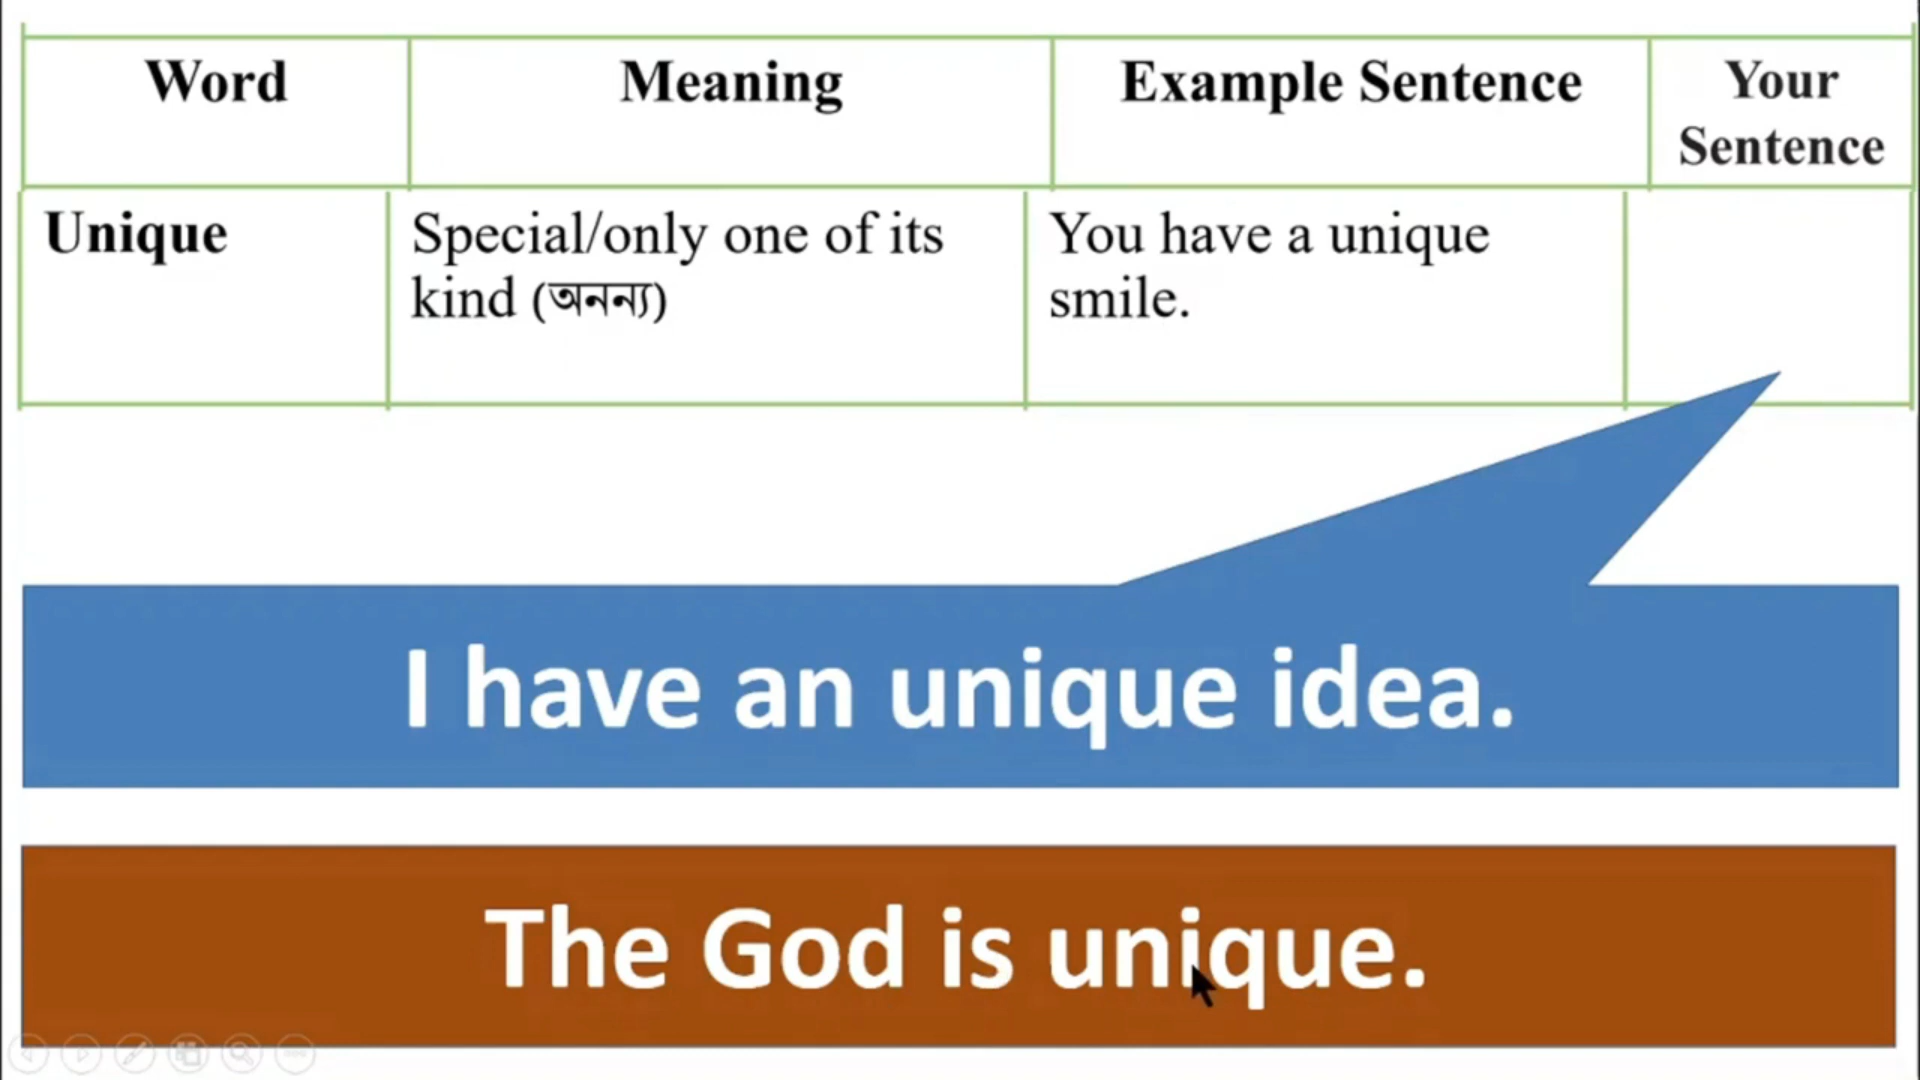 Word
Meaning
Example Sentence
Your
Sentence
Unique
Special/only one of its
kind (অনন্য)
You have a unique
smile.
I have an unique idea.
The God is unique.